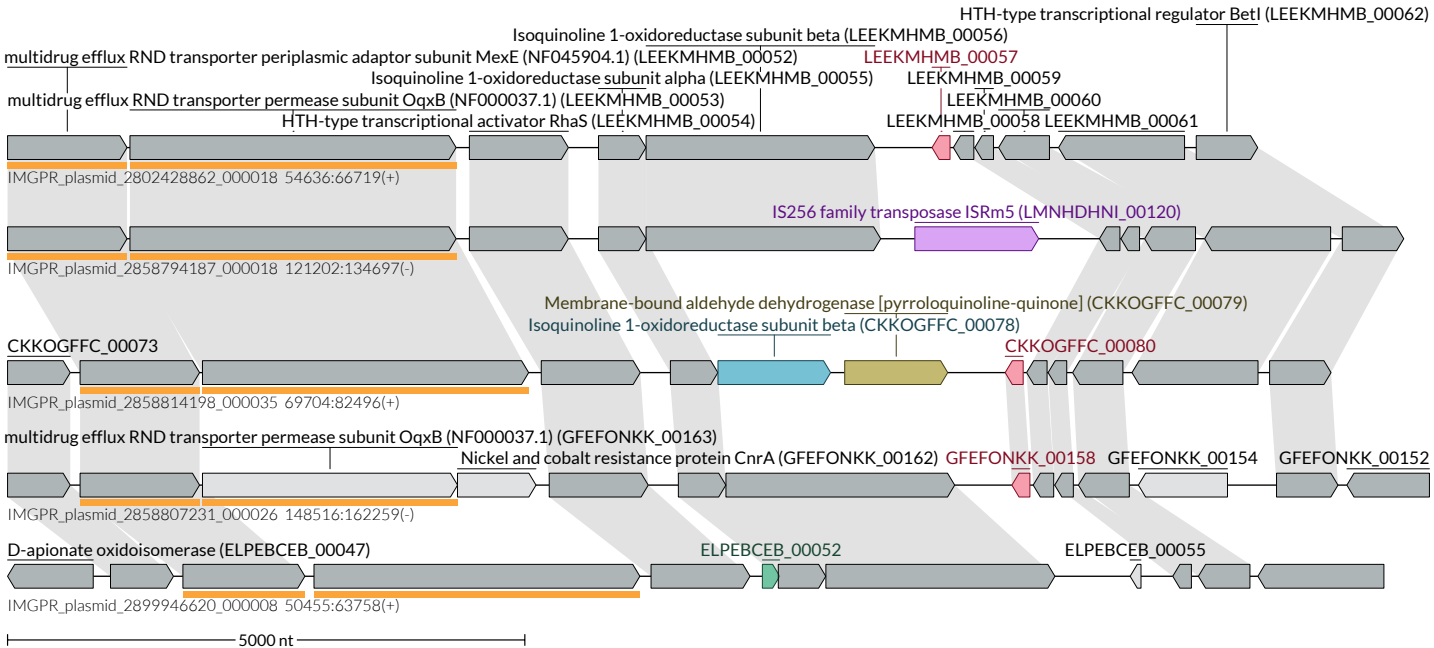 HTH-type transcriptional regulator BetI (LEEKMHMB_00062)
Isoquinoline 1-oxidoreductase subunit beta (LEEKMHMB_00056)
multidrug efflux RND transporter periplasmic adaptor subunit MexE (NF045904.1) (LEEKMHMB_00052) LEEKMHMB_00057
Isoquinoline 1-oxidoreductase subunit alpha (LEEKMHMB_00055) LEEKMHMB_00059
multidrug efflux RND transporter permease subunit OqxB (NF000037.1) (LEEKMHMB_00053) LEEKMHMB_00060
HTH-type transcriptional activator RhaS (LEEKMHMB_00054) LEEKMHMB_00058 LEEKMHMB_00061
IMGPR_plasmid_2802428862_000018 54636:66719(+)
IS256 family transposase ISRm5 (LMNHDHNI_00120)
IMGPR_plasmid_2858794187_000018 121202:134697(-)
Membrane-bound aldehyde dehydrogenase [pyrroloquinoline-quinone] (CKKOGFFC_00079)
Isoquinoline 1-oxidoreductase subunit beta (CKKOGFFC_00078)
CKKOGFFC_00073 CKKOGFFC_00080
IMGPR_plasmid_2858814198_000035 69704:82496(+)
multidrug efflux RND transporter permease subunit OqxB (NF000037.1) (GFEFONKK_00163)
Nickel and cobalt resistance protein CnrA (GFEFONKK_00162) GFEFONKK_00158 GFEFONKK_00154 GFEFONKK_00152
IMGPR_plasmid_2858807231_000026 148516:162259(-)
D-apionate oxidoisomerase (ELPEBCEB_00047) ELPEBCEB_00052 ELPEBCEB_00055
IMGPR_plasmid_2899946620_000008 50455:63758(+)
5000 nt